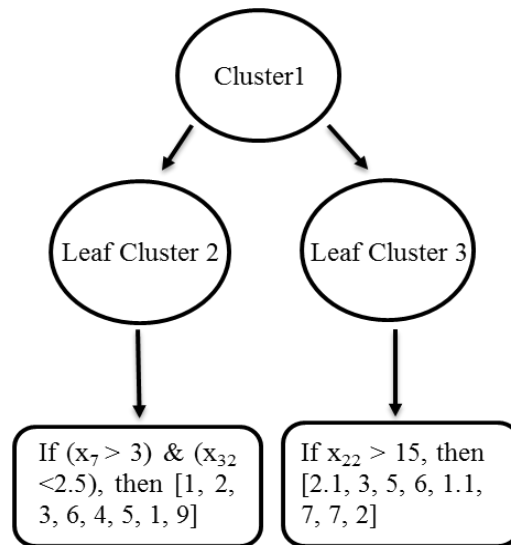 Cluster1
Leaf Cluster 2
Leaf Cluster 3
If (x₇ > 3) & (x₃₂
<2.5), then [1, 2,
3, 6, 4, 5, 1, 9]
If x₂₂ > 15, then
[2.1, 3, 5, 6, 1.1,
7, 7, 2]